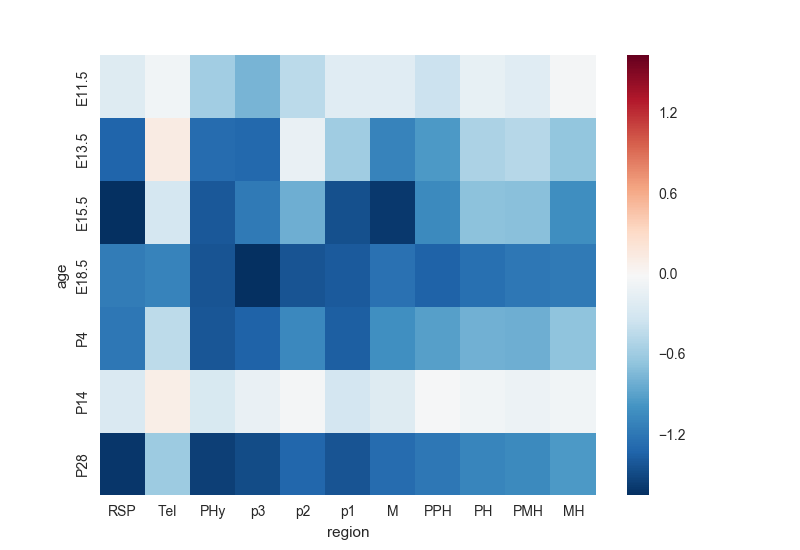 E11.5
E13.5
E15.5
E18.5
P4
P14
P28
age
RSP Tel PHy p3 p2 p1 M PPH PH PMH MH
region
1.2
0.6
0.0
−0.6
−1.2